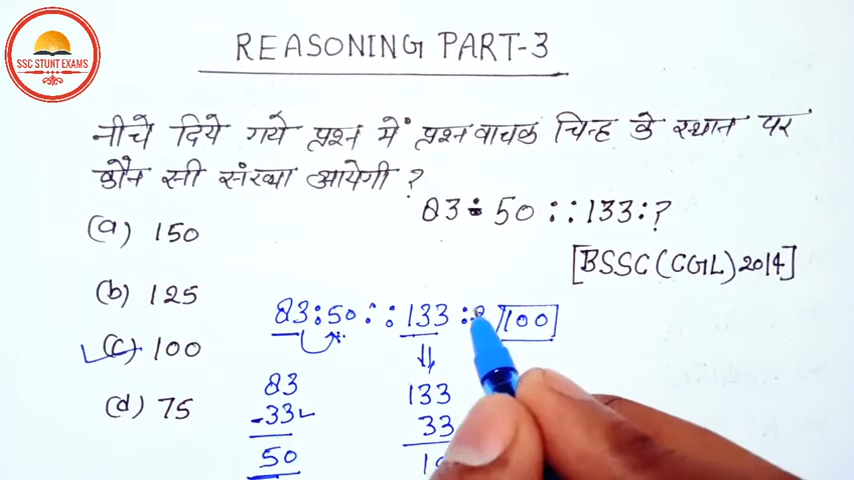 SSC STUNT EXAMS
REASONING PART-3
नीचे दिये गये प्रश्न में प्रश्नवाचक चिन्ह के स्थान पर
कौन सी संख्या आयेगी ?
83 : 50 : : 133 : ?
[BSSC (CGL) 2014]
(a) 150
(b) 125
(c) 100
(d) 75
83 : 50 : : 133 : 100
83
-33
50
133
33